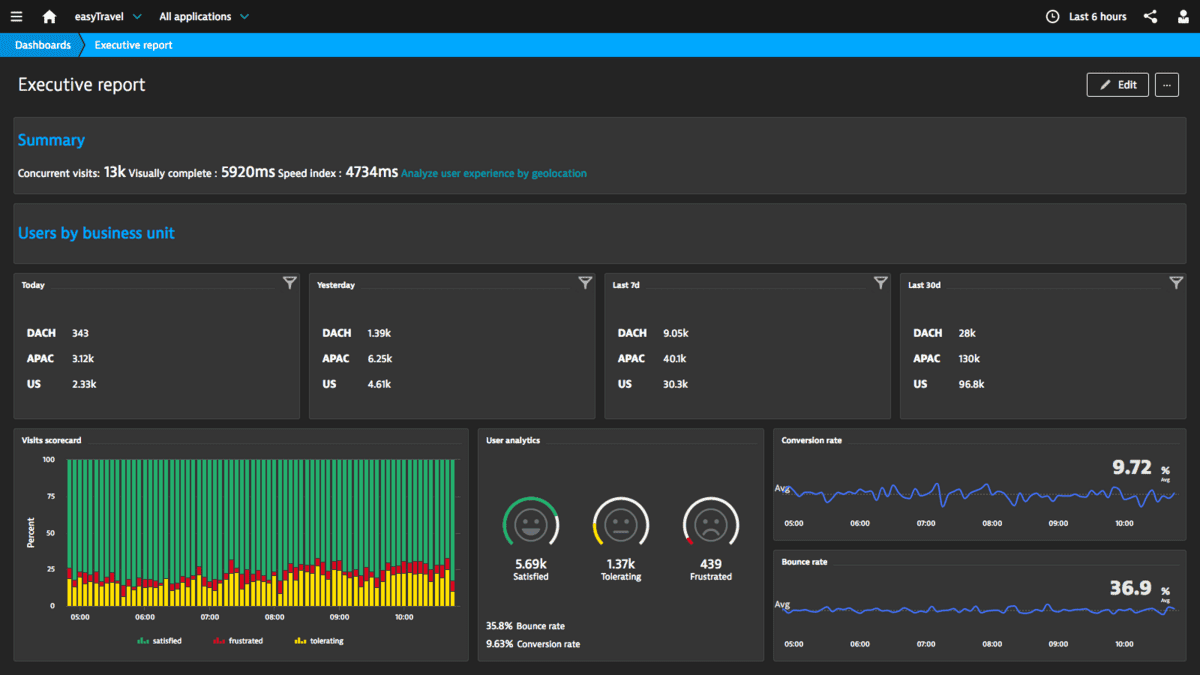 easyTravel All applications Last 6 hours
Dashboards Executive report
Executive report
Edit ...
Summary
Concurrent visits: 13k Visually complete : 5920ms Speed index : 4734ms Analyze user experience by geolocation
Users by business unit
Today
DACH 343
APAC 3.12k
US 2.33k
Yesterday
DACH 1.39k
APAC 6.25k
US 4.61k
Last 7d
DACH 9.05k
APAC 40.1k
US 30.3k
Last 30d
DACH 28k
APAC 130k
US 96.8k
Visits scorecard
Percent
100
75
50
25
0
05:00 06:00 07:00 08:00 09:00 10:00
satisfied frustrated tolerating
User analytics
5.69k 1.37k 439
Satisfied Tolerating Frustrated
35.8% Bounce rate
9.63% Conversion rate
Conversion rate
9.72 %
Avg
Avg
05:00 06:00 07:00 08:00 09:00 10:00
Bounce rate
36.9 %
Avg
Avg
05:00 06:00 07:00 08:00 09:00 10:00